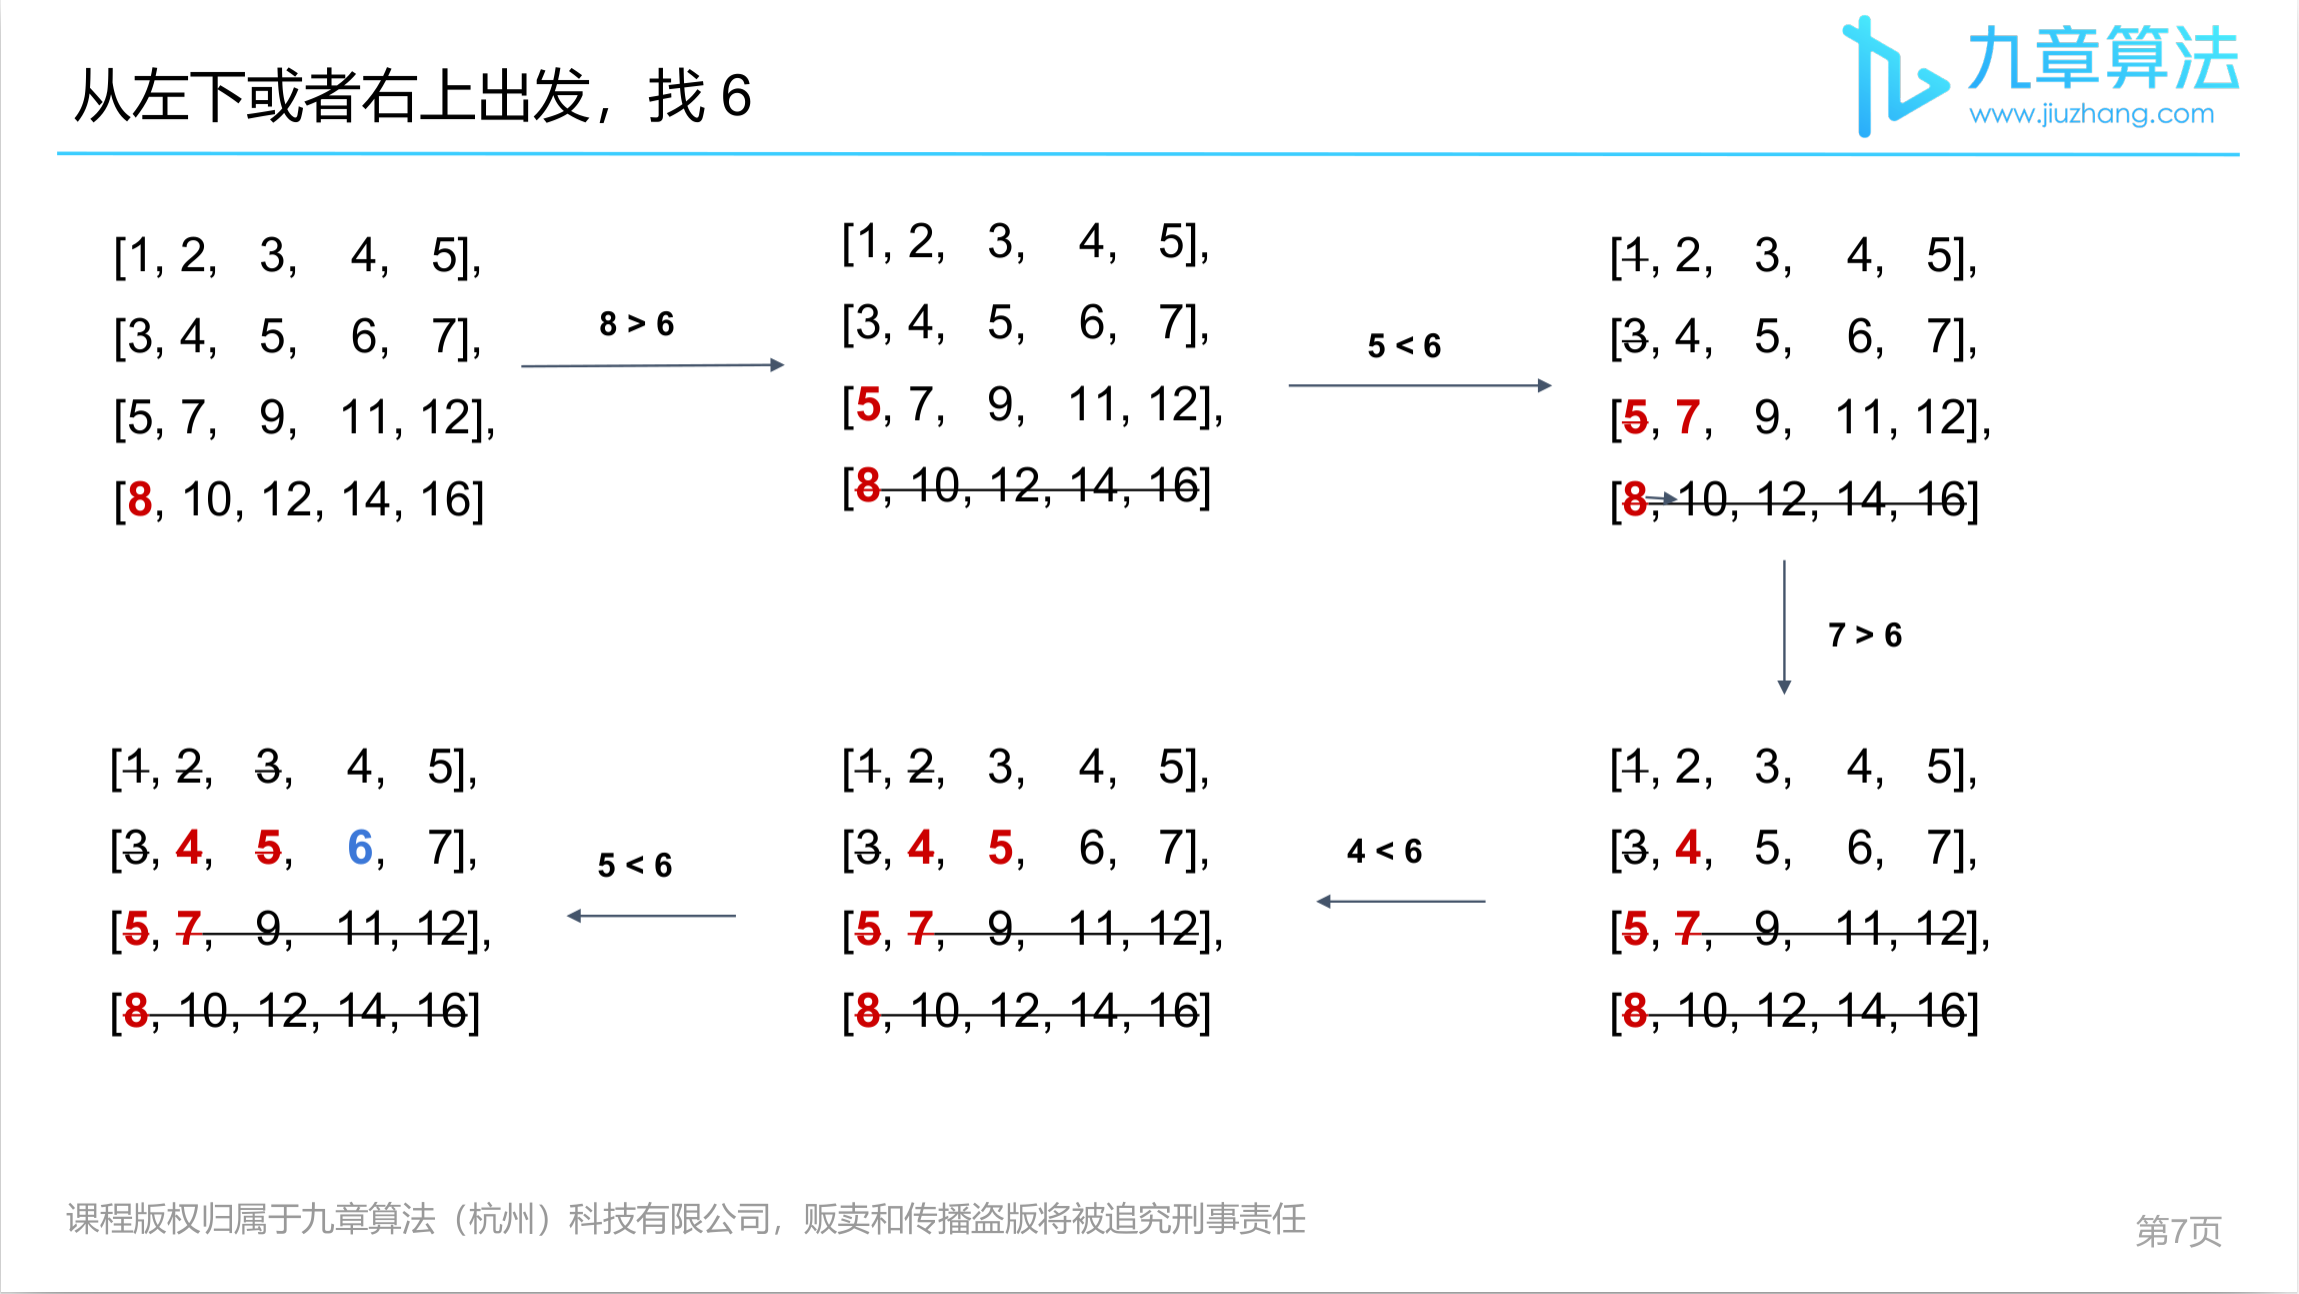 从左下或者右上出发，找 6
九章算法
www.jiuzhang.com
[1, 2, 3, 4, 5],
[3, 4, 5, 6, 7],
[5, 7, 9, 11, 12],
[8, 10, 12, 14, 16]
8 > 6
[1, 2, 3, 4, 5],
[3, 4, 5, 6, 7],
[5, 7, 9, 11, 12],
[8, 10, 12, 14, 16]
5 < 6
[1, 2, 3, 4, 5],
[3, 4, 5, 6, 7],
[5, 7, 9, 11, 12],
[8, 10, 12, 14, 16]
7 > 6
[1, 2, 3, 4, 5],
[3, 4, 5, 6, 7],
[5, 7, 9, 11, 12],
[8, 10, 12, 14, 16]
4 < 6
[1, 2, 3, 4, 5],
[3, 4, 5, 6, 7],
[5, 7, 9, 11, 12],
[8, 10, 12, 14, 16]
5 < 6
[1, 2, 3, 4, 5],
[3, 4, 5, 6, 7],
[5, 7, 9, 11, 12],
[8, 10, 12, 14, 16]
课程版权归属于九章算法（杭州）科技有限公司，贩卖和传播盗版将被追究刑事责任
第7页